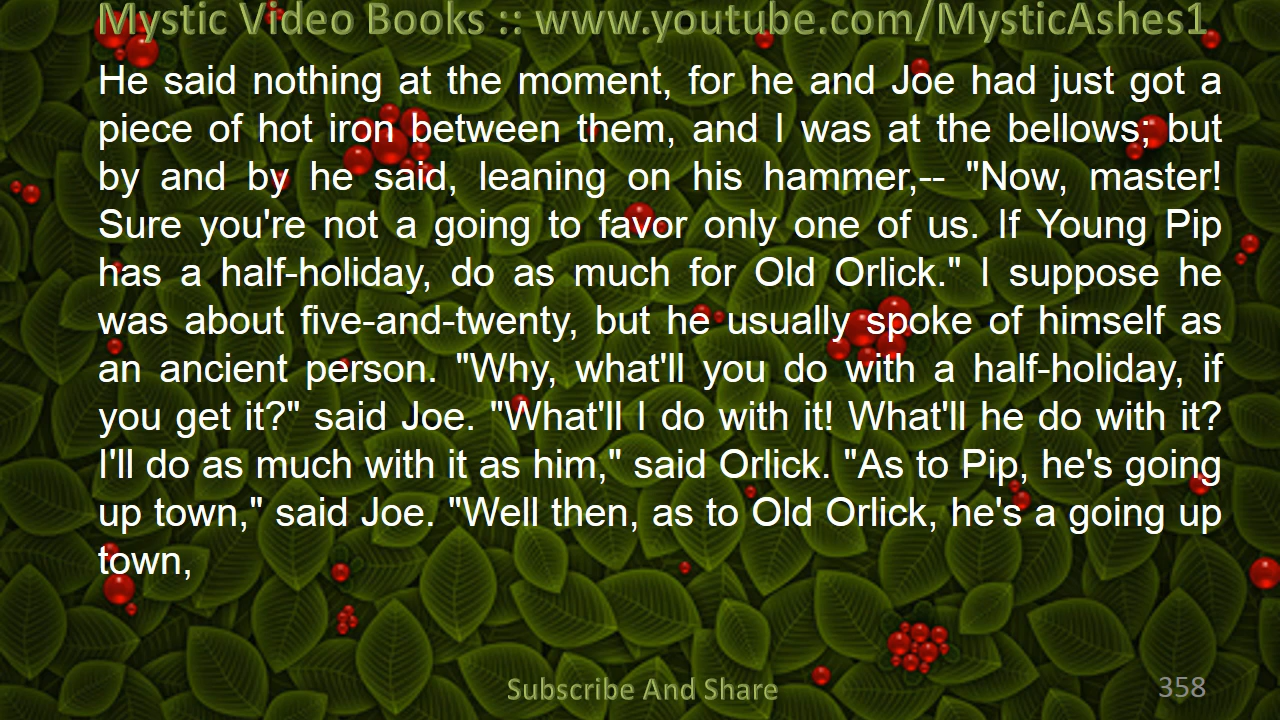 Mystic Video Books :: www.youtube.com/MysticAshes1
He said nothing at the moment, for he and Joe had just got a
piece of hot iron between them, and I was at the bellows; but
by and by he said, leaning on his hammer,-- "Now, master!
Sure you're not a going to favor only one of us. If Young Pip
has a half-holiday, do as much for Old Orlick." I suppose he
was about five-and-twenty, but he usually spoke of himself as
an ancient person. "Why, what'll you do with a half-holiday, if
you get it?" said Joe. "What'll I do with it! What'll he do with it?
I'll do as much with it as him," said Orlick. "As to Pip, he's going
up town," said Joe. "Well then, as to Old Orlick, he's a going up
town,
Subscribe And Share
358